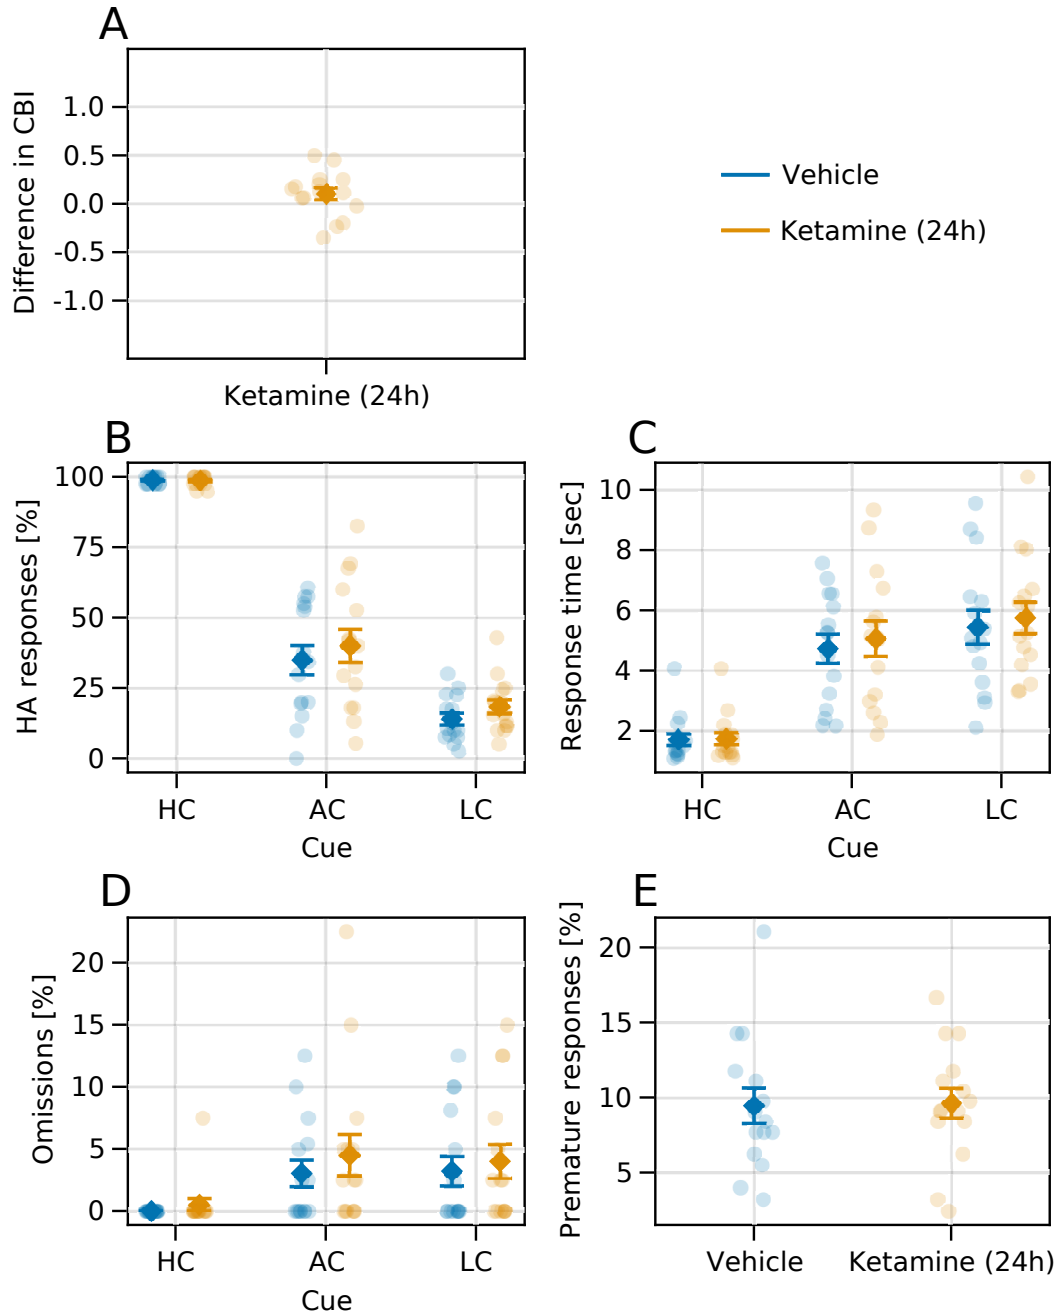 A
Difference in CBI
1.0
0.5
0.0
-0.5
-1.0
Ketamine (24h)
Vehicle
Ketamine (24h)
B
HA responses [%]
100
75
50
25
0
HC AC LC
Cue
C
Response time [sec]
10
8
6
4
2
HC AC LC
Cue
D
Omissions [%]
20
15
10
5
0
HC AC LC
Cue
E
Premature responses [%]
20
15
10
5
Vehicle Ketamine (24h)